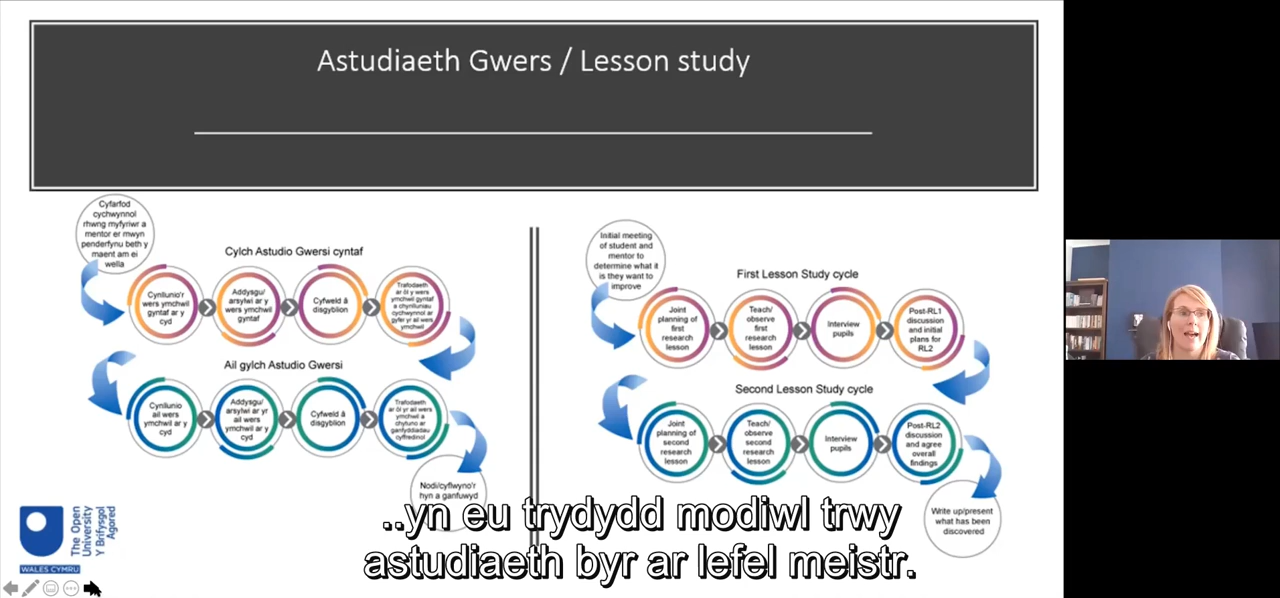 Astudiaeth Gwers / Lesson study
Cyfarfod
cychwynnol
rhwng myfyriwr a
mentor er mwyn
penderfynu beth y
maent am ei
wella
Cylch Astudio Gwersi cyntaf
Cynllunio'r
wers ymchwil
gyntaf ar y
cyd
Addysgu/
arsylwi ar y
wers ymchwil
gyntaf
Cyfweld â
disgyblion
Trafodaeth
ar ôl y wers
ymchwil gyntaf
a chynlluniau
cychwynnol ar
gyfer yr ail wers
ymchwil
Ail gylch Astudio Gwersi
Cynllunio
ail wers
ymchwil ar y
cyd
Addysgu/
arsylwi ar yr
ail wers
ymchwil ar y
cyd
Cyfweld â
disgyblion
Trafodaeth
ar ôl yr ail wers
ymchwil a
chytuno ar
ganfyddiadau
cyffredinol
Nodi/cyflwyno'r
hyn a ganfuwyd
Initial meeting
of student and
mentor to
determine what it
is they want to
improve
First Lesson Study cycle
Joint
planning of
first
research
lesson
Teach/
observe
first
research
lesson
Interview
pupils
Post-RL1
discussion
and initial
plans for
RL2
Second Lesson Study cycle
Joint
planning of
second
research
lesson
Teach/
observe
second
research
lesson
Interview
pupils
Post-RL2
discussion
and agree
overall
findings
Write up/present
what has been
discovered
The Open
University
Y Brifysgol
Agored
WALES CYMRU
..yn eu trydydd modiwl trwy
astudiaeth byr ar lefel meistr.